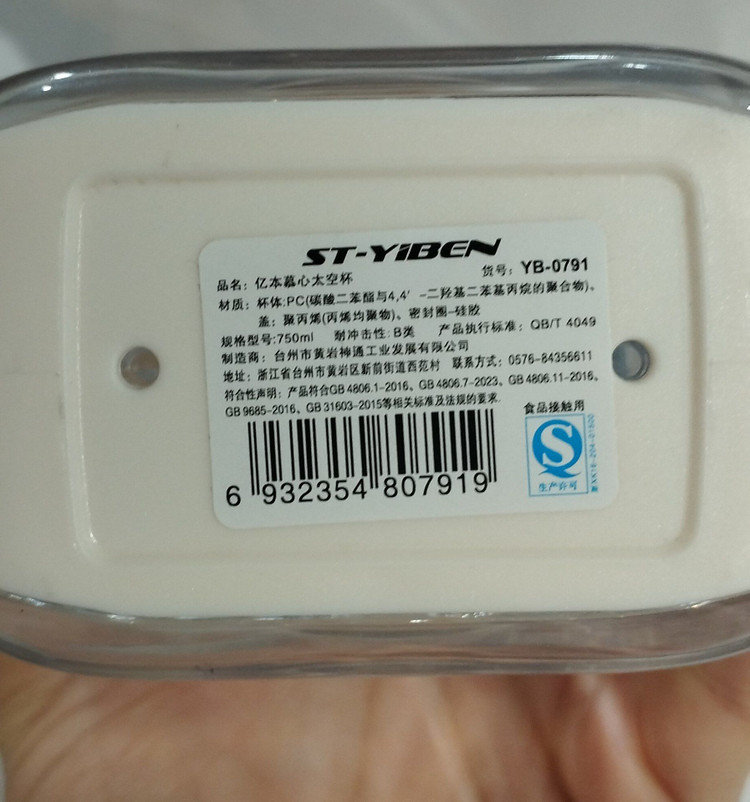 ST-YiBEN
品名：亿本慕心太空杯
货号：YB-0791
材质：杯体:PC(碳酸二苯酯与4,4′-二羟基二苯基丙烷的聚合物)、
盖：聚丙烯(丙烯均聚物)、密封圈-硅胶
规格型号:750ml 耐冲击性：B类 产品执行标准：QB/T 4049
制造商：台州市黄岩神通工业发展有限公司
地址：浙江省台州市黄岩区新前街道西范村 联系方式：0576-84356611
符合性声明：产品符合GB 4806.1-2016、GB 4806.7-2023、GB 4806.11-2016、
GB 9685-2016、GB 31603-2015等相关标准及法规的要求.
食品接触用
生产许可
6 932354 807919